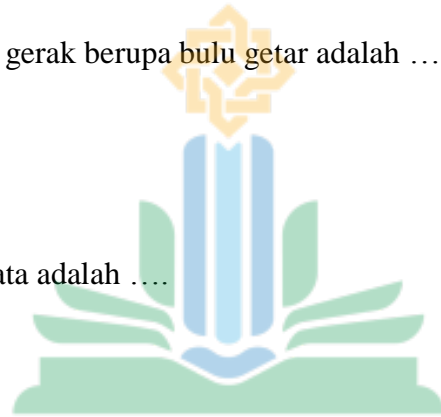 gerak berupa bulu getar adalah …
ata adalah ….